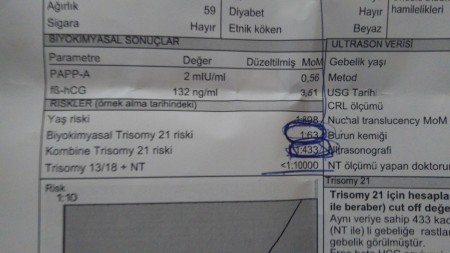 Ağırlık 59 Diyabet Hayır hamilelikleri
Sigara Hayır Etnik köken Beyaz
BİYOKİMYASAL SONUÇLAR ULTRASON VERİSİ
Parametre Değer Düzeltilmiş MoM Gebelik yaşı
PAPP-A 2 mIU/ml 0,56 Metod
fß-hCG 132 ng/ml 3,61 USG Tarihi
RİSKLER (örnek alma tarihindeki) CRL ölçümü
Yaş riski 1:898 Nuchal translucency MoM
Biyokimyasal Trisomy 21 riski 1:63 Burun kemiği
Kombine Trisomy 21 riski 1:433 Ultrasonografi
Trisomy 13/18 + NT <1:10000 NT ölçümü yapan doktorun
Risk Trisomy 21
1:10 Trisomy 21 için hesapla
ile beraber) cut off değe
Aynı veriye sahip 433 kad
(NT ile) li gebeliğe rastlan
gebelik görülmüştür.